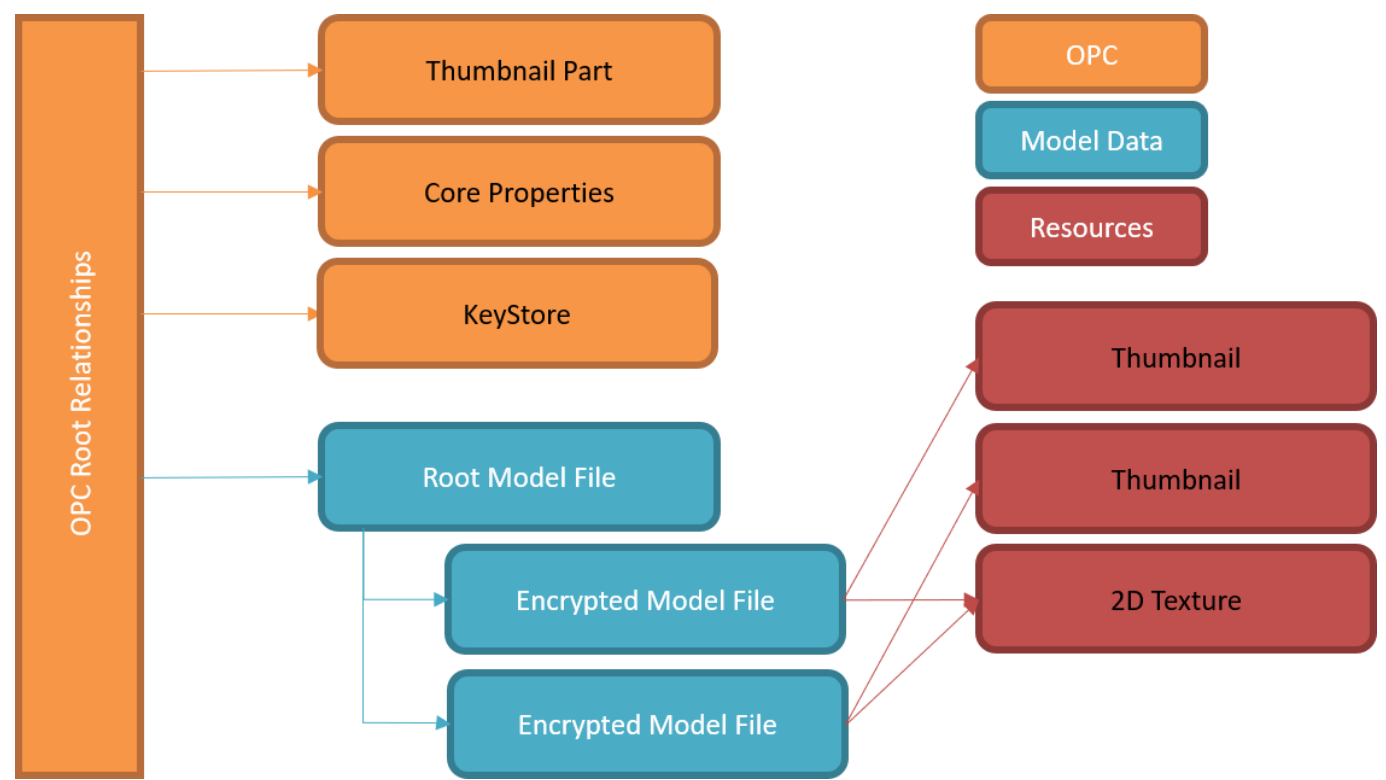 OPC Root Relationships
Thumbnail Part
Core Properties
KeyStore
Root Model File
Encrypted Model File
Encrypted Model File
OPC
Model Data
Resources
Thumbnail
Thumbnail
2D Texture